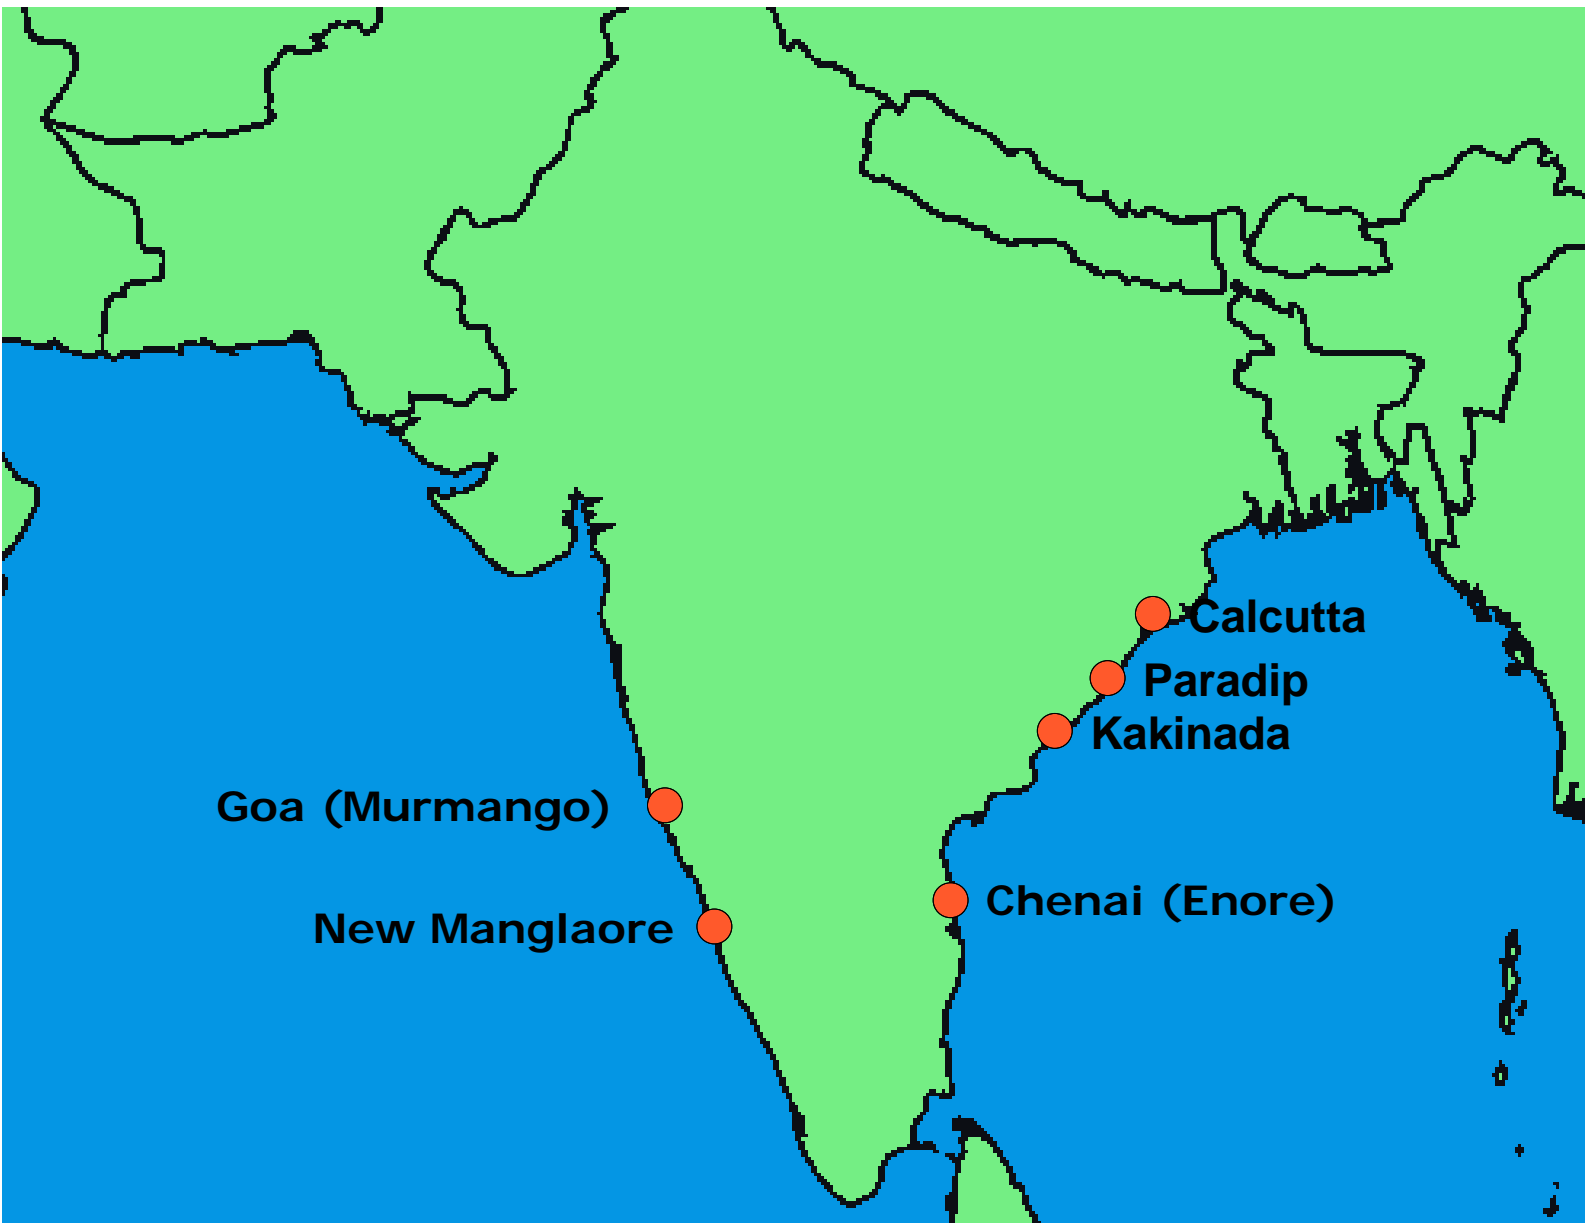 Calcutta
Paradip
Kakinada
Goa (Murmango)
Chenai (Enore)
New Manglaore